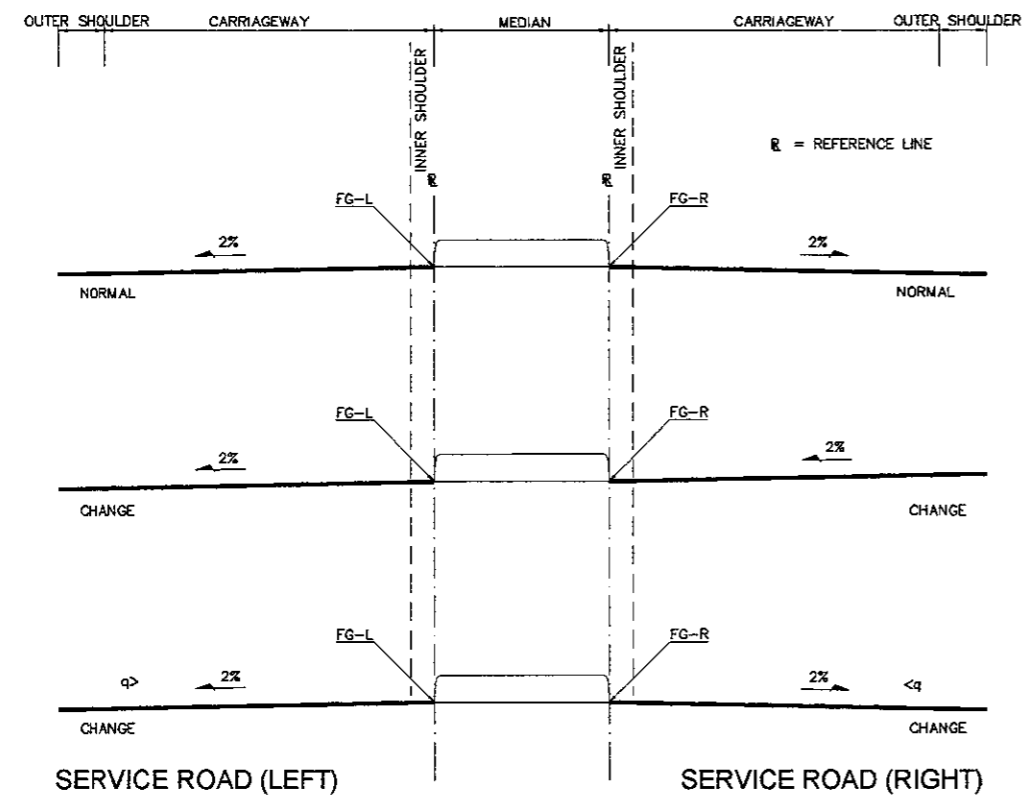 OUTER SHOULDER CARRIAGEWAY MEDIAN CARRIAGEWAY OUTER SHOULDER
INNER SHOULDER
INNER SHOULDER
= REFERENCE LINE
FG-L FG-R
2% 2%
NORMAL NORMAL
FG-L FG-R
2% 2%
CHANGE CHANGE
FG-L FG-R
q> 2% 2% <q
CHANGE CHANGE
SERVICE ROAD (LEFT) SERVICE ROAD (RIGHT)